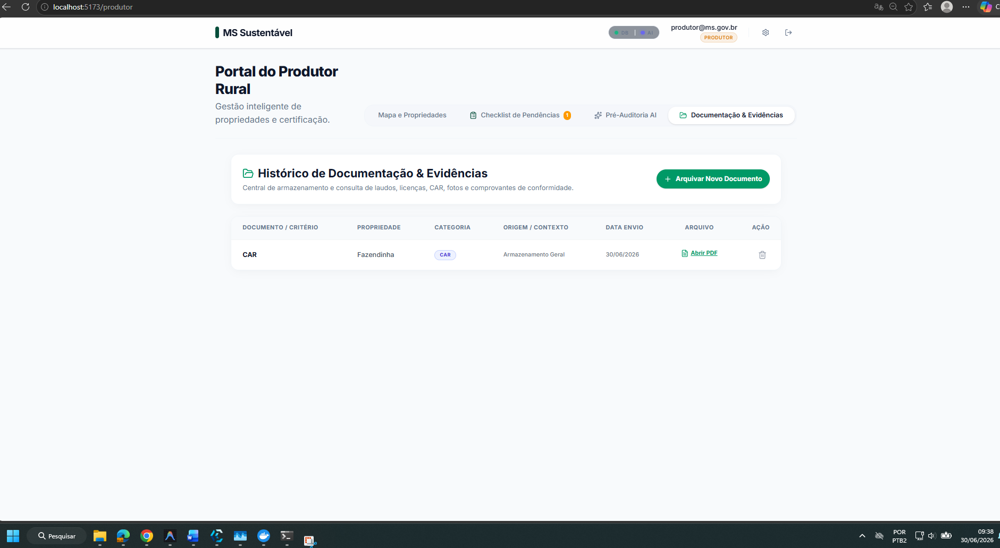 localhost:5173/produtor
MS Sustentável
DB | AI
produtor@ms.gov.br
PRODUTOR
Portal do Produtor
Rural
Gestão inteligente de
propriedades e certificação.
Mapa e Propriedades
Checklist de Pendências 1
Pré-Auditoria AI
Documentação & Evidências
Histórico de Documentação & Evidências
Central de armazenamento e consulta de laudos, licenças, CAR, fotos e comprovantes de conformidade.
+ Arquivar Novo Documento
DOCUMENTO / CRITÉRIO PROPRIEDADE CATEGORIA ORIGEM / CONTEXTO DATA ENVIO ARQUIVO AÇÃO
CAR Fazendinha CAR Armazenamento Geral 30/06/2026 Abrir PDF
Pesquisar
POR
PTB2
09:38
30/06/2026